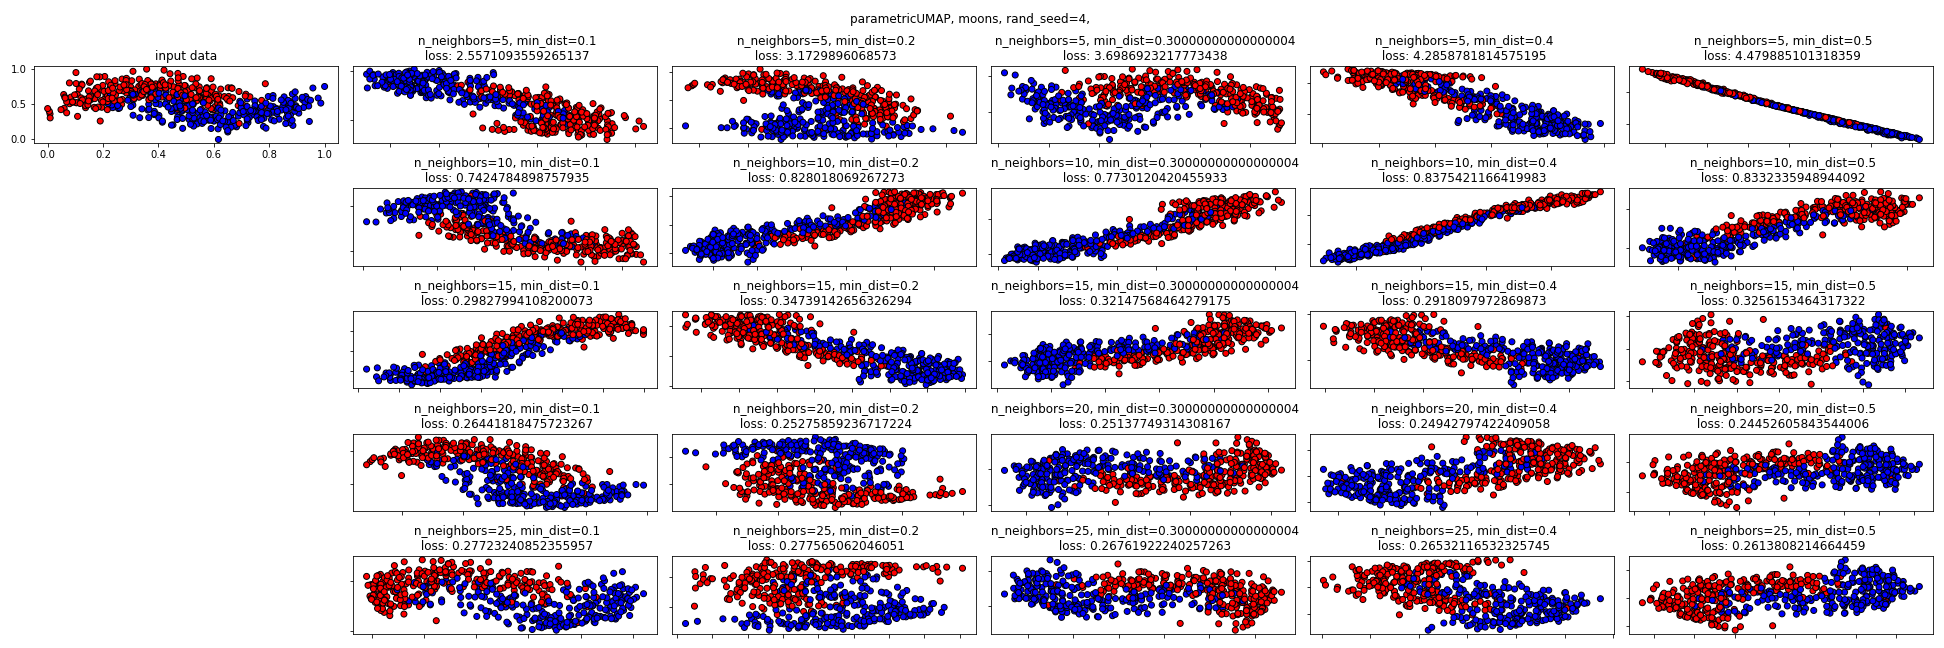 parametricUMAP, moons, rand_seed=4,
input data
1.0
0.5
0.0
0.0 0.2 0.4 0.6 0.8 1.0
n_neighbors=5, min_dist=0.1
loss: 2.5571093559265137
n_neighbors=5, min_dist=0.2
loss: 3.1729896068573
n_neighbors=5, min_dist=0.30000000000000004
loss: 3.6986923217773438
n_neighbors=5, min_dist=0.4
loss: 4.2858781814575195
n_neighbors=5, min_dist=0.5
loss: 4.479885101318359
n_neighbors=10, min_dist=0.1
loss: 0.7424784898757935
n_neighbors=10, min_dist=0.2
loss: 0.828018069267273
n_neighbors=10, min_dist=0.30000000000000004
loss: 0.7730120420455933
n_neighbors=10, min_dist=0.4
loss: 0.8375421166419983
n_neighbors=10, min_dist=0.5
loss: 0.8332335948944092
n_neighbors=15, min_dist=0.1
loss: 0.29827994108200073
n_neighbors=15, min_dist=0.2
loss: 0.34739142656326294
n_neighbors=15, min_dist=0.30000000000000004
loss: 0.32147568464279175
n_neighbors=15, min_dist=0.4
loss: 0.2918097972869873
n_neighbors=15, min_dist=0.5
loss: 0.3256153464317322
n_neighbors=20, min_dist=0.1
loss: 0.26441818475723267
n_neighbors=20, min_dist=0.2
loss: 0.25275859236717224
n_neighbors=20, min_dist=0.30000000000000004
loss: 0.25137749314308167
n_neighbors=20, min_dist=0.4
loss: 0.24942797422409058
n_neighbors=20, min_dist=0.5
loss: 0.24452605843544006
n_neighbors=25, min_dist=0.1
loss: 0.27723240852355957
n_neighbors=25, min_dist=0.2
loss: 0.277565062046051
n_neighbors=25, min_dist=0.30000000000000004
loss: 0.26761922240257263
n_neighbors=25, min_dist=0.4
loss: 0.26532116532325745
n_neighbors=25, min_dist=0.5
loss: 0.2613808214664459